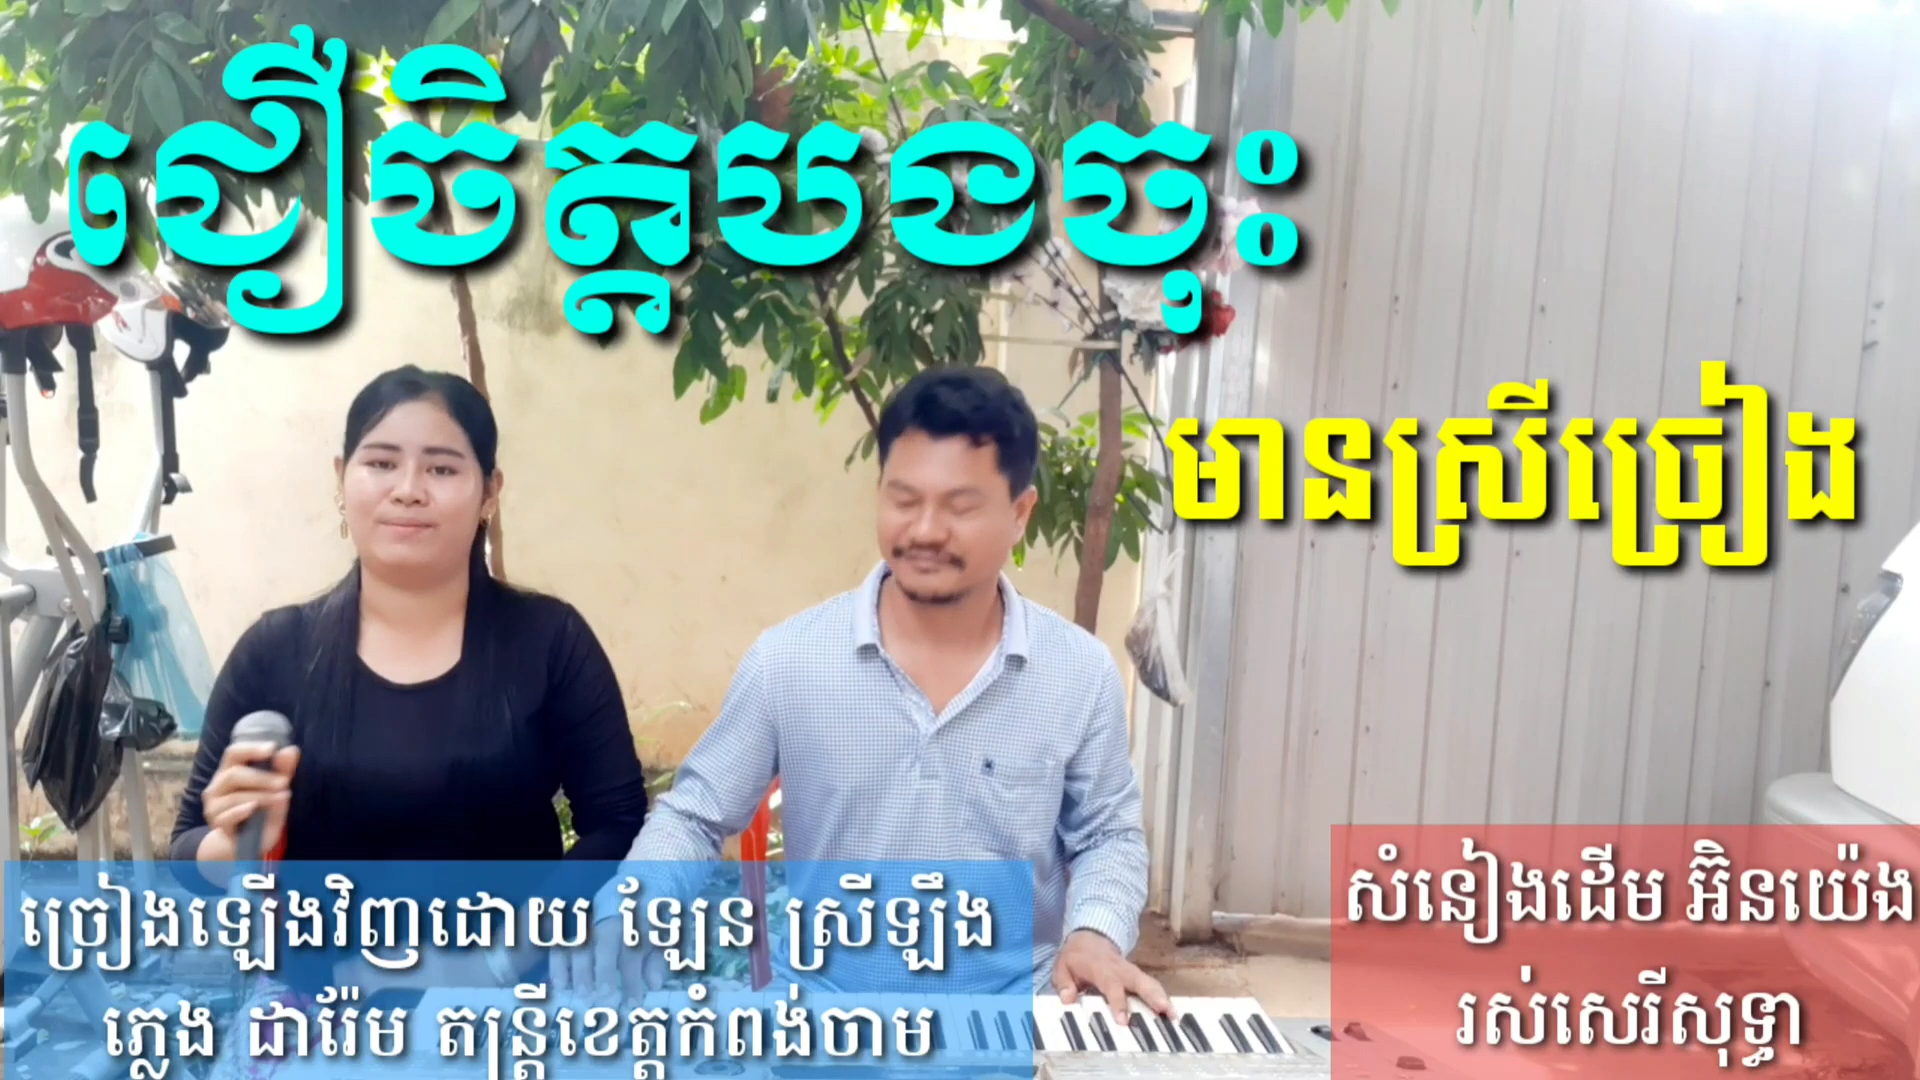 ជឿចិត្តបងចុះ
មានស្រីច្រៀង
ច្រៀងឡើងវិញដោយ ឡែន ស្រីឡឹង
ភ្លេង ដារ៉ែម តន្ត្រីខេត្តកំពង់ចាម
សំនៀងដើម អ៊ិនយ៉េង
រស់សេរីសុទ្ធា